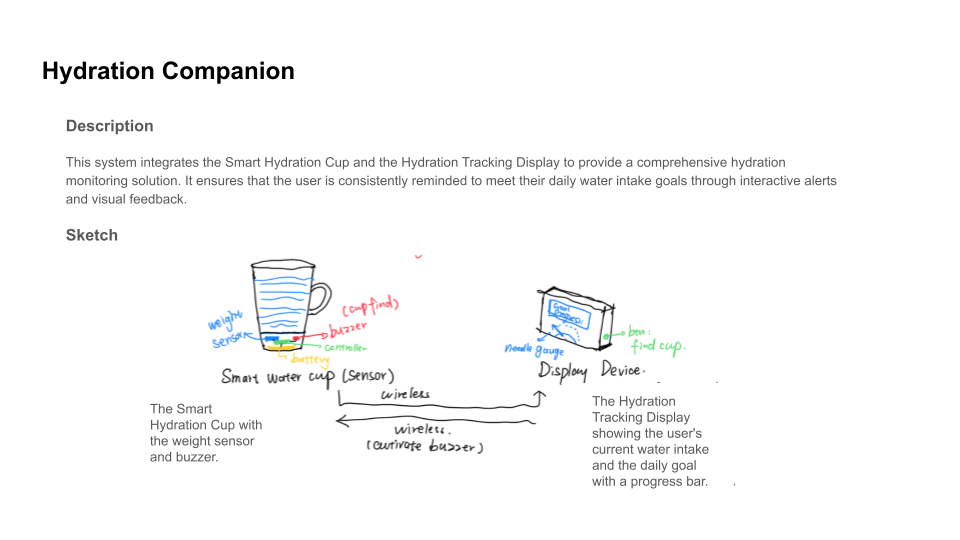 Hydration Companion
Description
This system integrates the Smart Hydration Cup and the Hydration Tracking Display to provide a comprehensive hydration
monitoring solution. It ensures that the user is consistently reminded to meet their daily water intake goals through interactive alerts
and visual feedback.
Sketch
weight
sensor
(cup find)
buzzer
controller
battery
Smart water cup (sensor)
Goal
needle gauge
btn:
find cup.
Display Device.
wireless
wireless.
(activate buzzer)
The Smart
Hydration Cup with
the weight sensor
and buzzer.
The Hydration
Tracking Display
showing the user's
current water intake
and the daily goal
with a progress bar.